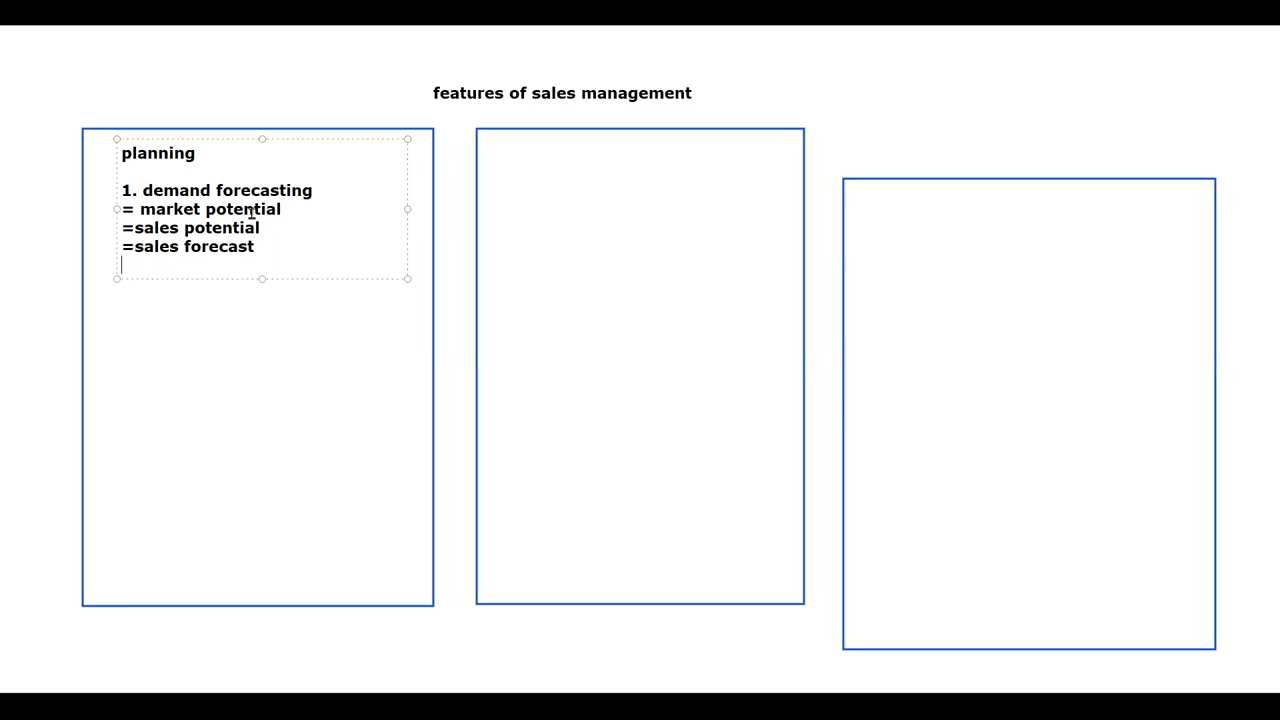 features of sales management
planning
1. demand forecasting
= market potential
=sales potential
=sales forecast